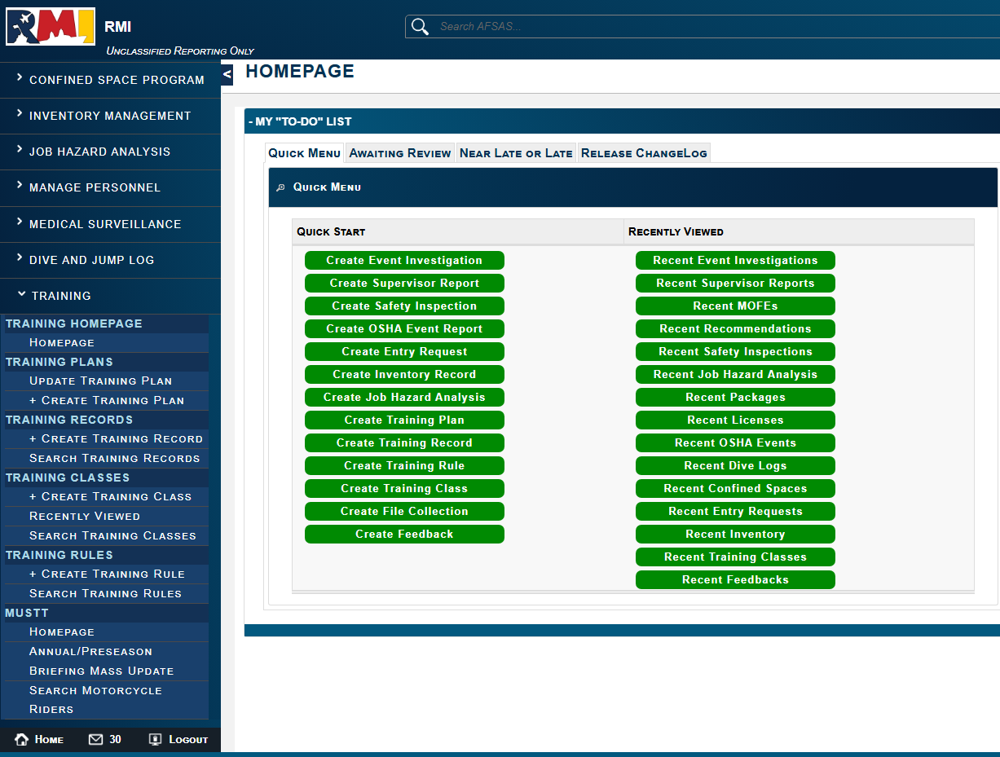 RMI
RMI
Unclassified Reporting Only
Search AFSAS...
CONFINED SPACE PROGRAM
INVENTORY MANAGEMENT
JOB HAZARD ANALYSIS
MANAGE PERSONNEL
MEDICAL SURVEILLANCE
DIVE AND JUMP LOG
TRAINING
TRAINING HOMEPAGE
Homepage
TRAINING PLANS
Update Training Plan
+ Create Training Plan
TRAINING RECORDS
+ Create Training Record
Search Training Records
TRAINING CLASSES
+ Create Training Class
Recently Viewed
Search Training Classes
TRAINING RULES
+ Create Training Rule
Search Training Rules
MUSTT
Homepage
Annual/Preseason
Briefing Mass Update
Search Motorcycle
Riders
Home 30 Logout
<
HOMEPAGE
- MY "TO-DO" LIST
Quick Menu Awaiting Review Near Late or Late Release ChangeLog
Quick Menu
Quick Start Recently Viewed
Create Event Investigation Recent Event Investigations
Create Supervisor Report Recent Supervisor Reports
Create Safety Inspection Recent MOFEs
Create OSHA Event Report Recent Recommendations
Create Entry Request Recent Safety Inspections
Create Inventory Record Recent Job Hazard Analysis
Create Job Hazard Analysis Recent Packages
Create Training Plan Recent Licenses
Create Training Record Recent OSHA Events
Create Training Rule Recent Dive Logs
Create Training Class Recent Confined Spaces
Create File Collection Recent Entry Requests
Create Feedback Recent Inventory
Recent Training Classes
Recent Feedbacks